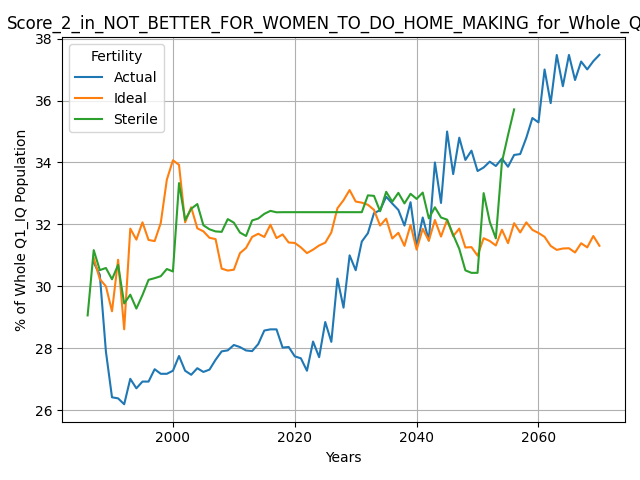 Score_2_in_NOT_BETTER_FOR_WOMEN_TO_DO_HOME_MAKING_for_Whole_Q
38
36
34
32
30
28
26
% of Whole Q1_IQ Population
Fertility
Actual
Ideal
Sterile
2000 2020 2040 2060
Years